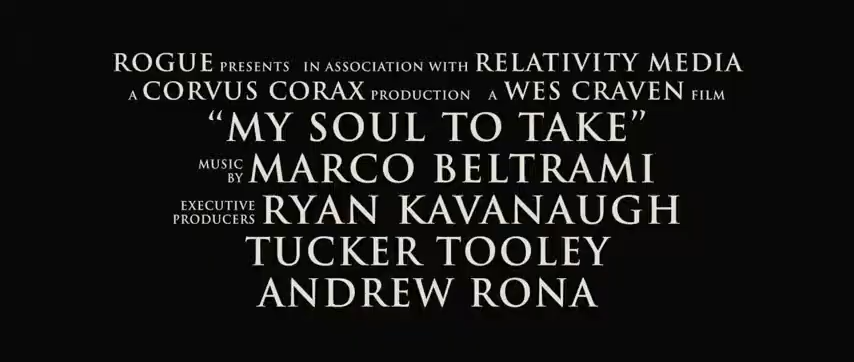 ROGUE PRESENTS IN ASSOCIATION WITH RELATIVITY MEDIA
A CORVUS CORAX PRODUCTION A WES CRAVEN FILM
“MY SOUL TO TAKE”
MUSIC BY MARCO BELTRAMI
EXECUTIVE PRODUCERS RYAN KAVANAUGH
TUCKER TOOLEY
ANDREW RONA